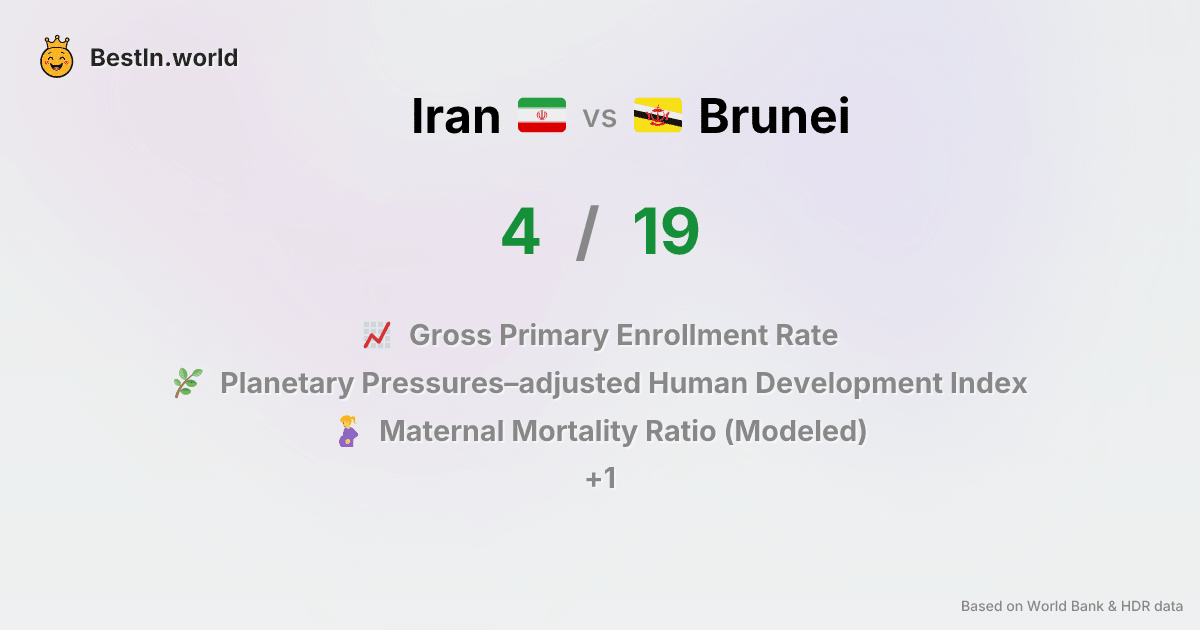 BestIn.world
Iran vs Brunei
4 / 19
Gross Primary Enrollment Rate
Planetary Pressures–adjusted Human Development Index
Maternal Mortality Ratio (Modeled)
+1
Based on World Bank & HDR data